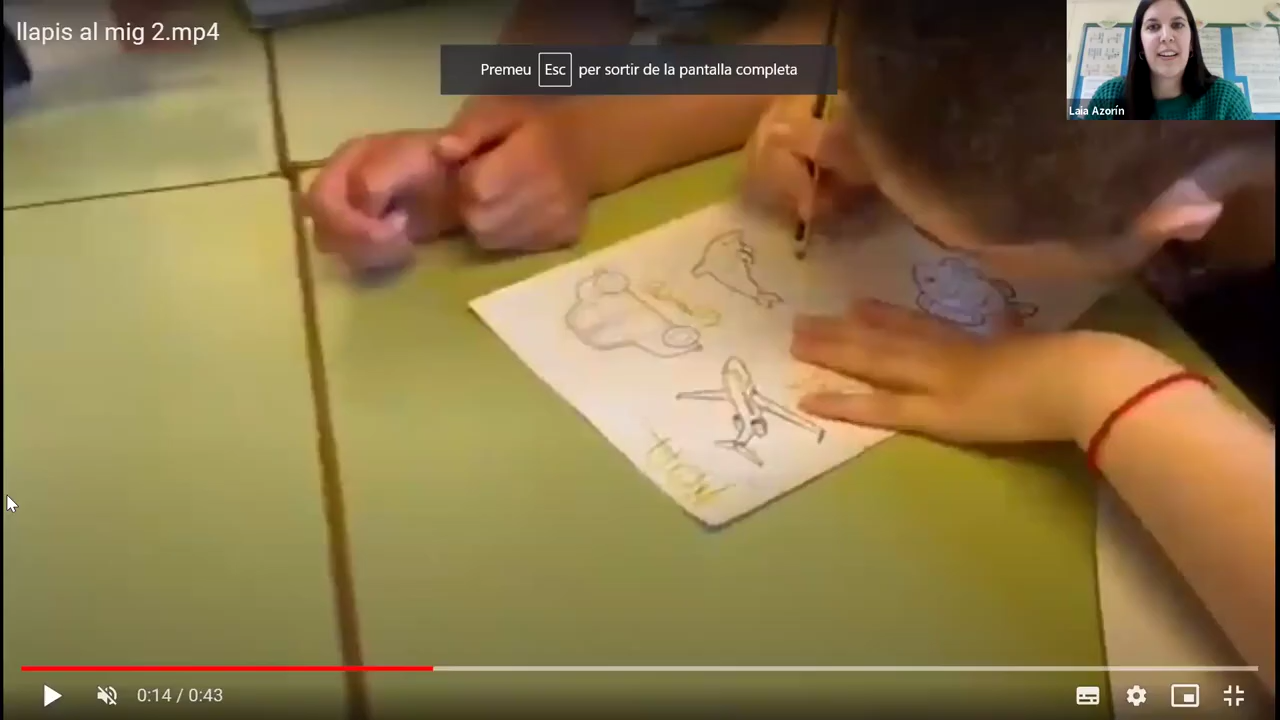 llapis al mig 2.mp4
Premeu Esc per sortir de la pantalla completa
Laia Azorín
0:14 / 0:43